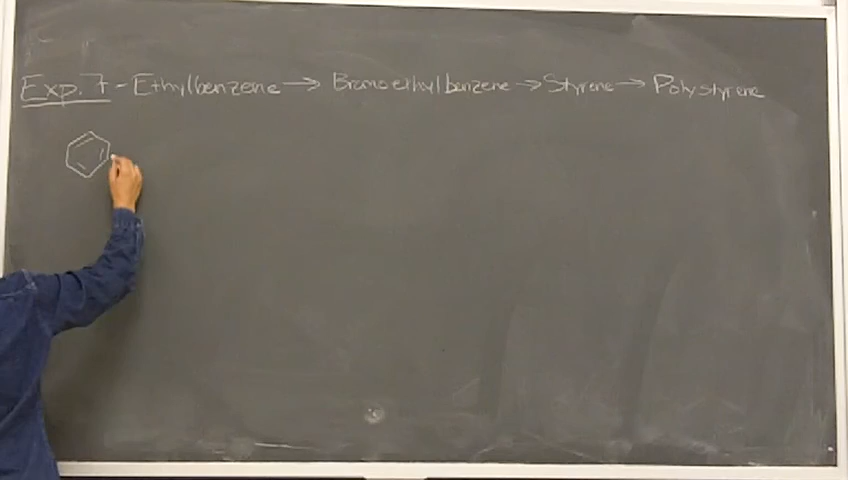 Exp. 7 - Ethylbenzene → Bromoethylbenzene → Styrene → Polystyrene